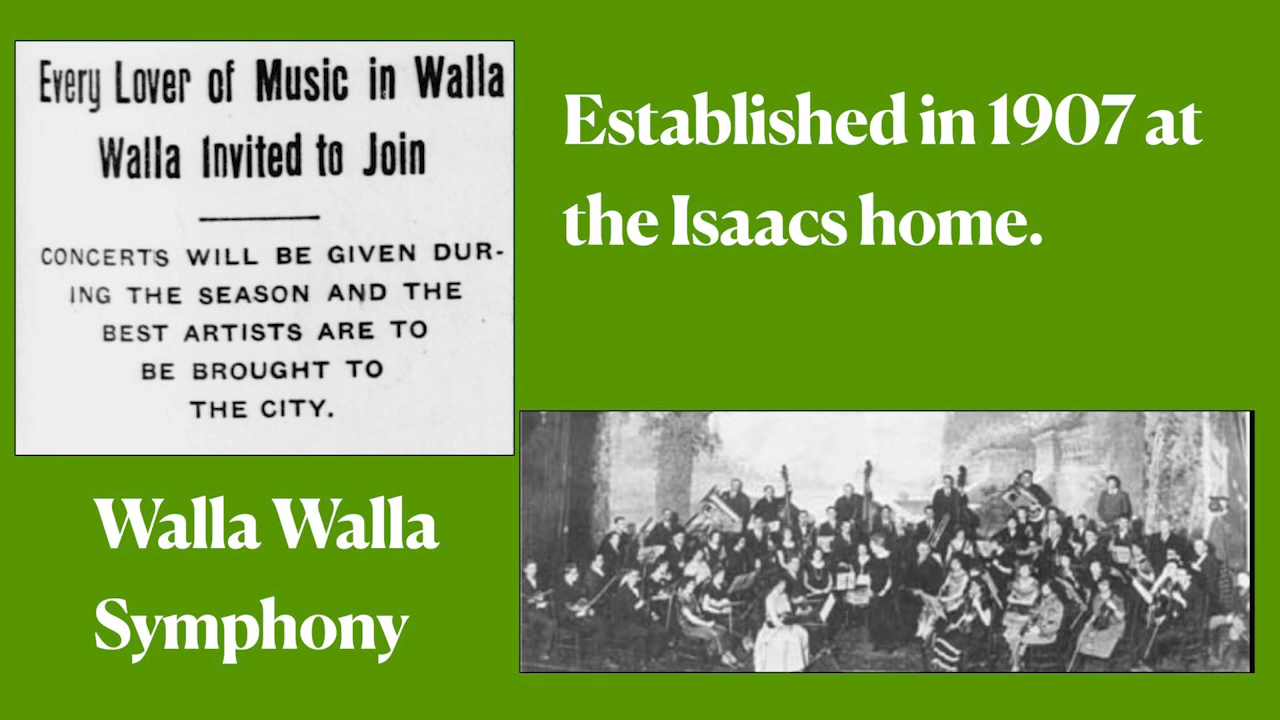 Every Lover of Music in Walla
Walla Invited to Join
CONCERTS WILL BE GIVEN DUR-
ING THE SEASON AND THE
BEST ARTISTS ARE TO
BE BROUGHT TO
THE CITY.
Established in 1907 at
the Isaacs home.
Walla Walla
Symphony